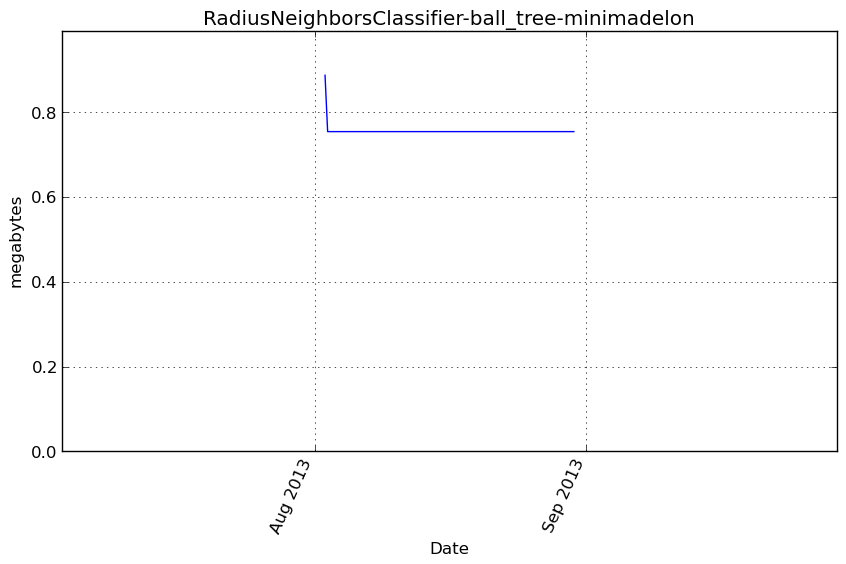 RadiusNeighborsClassifier-ball_tree-minimadelon
0.8
0.6
0.4
0.2
0.0
megabytes
Aug 2013
Sep 2013
Date